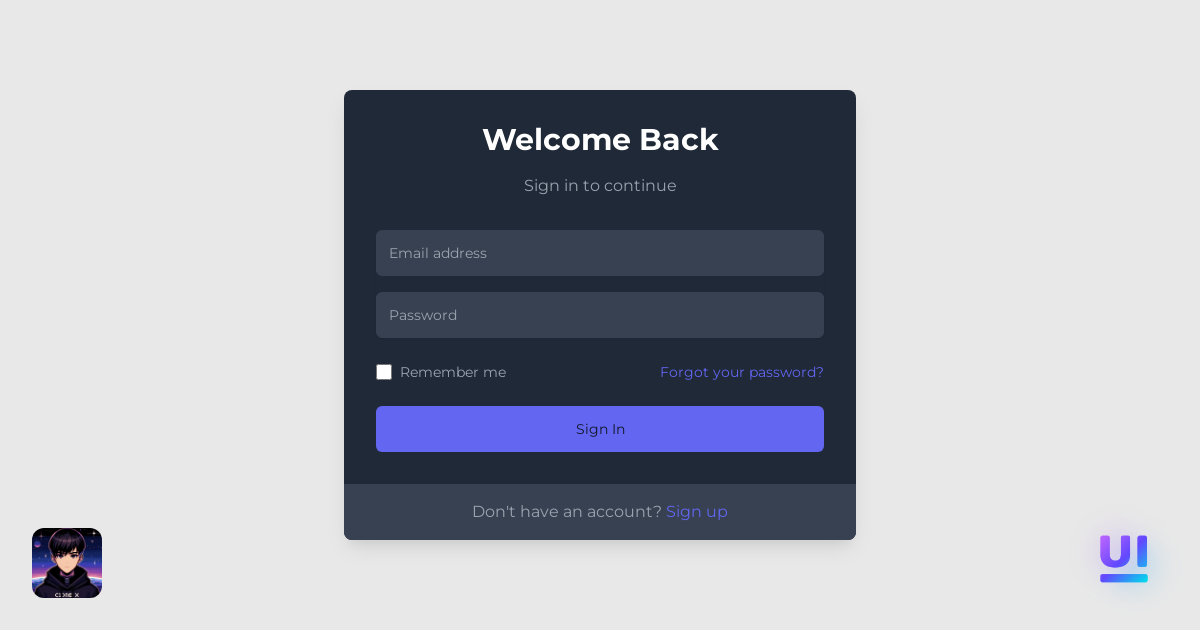 Welcome Back
Sign in to continue
Email address
Password
Remember me
Forgot your password?
Sign In
Don't have an account? Sign up
UI